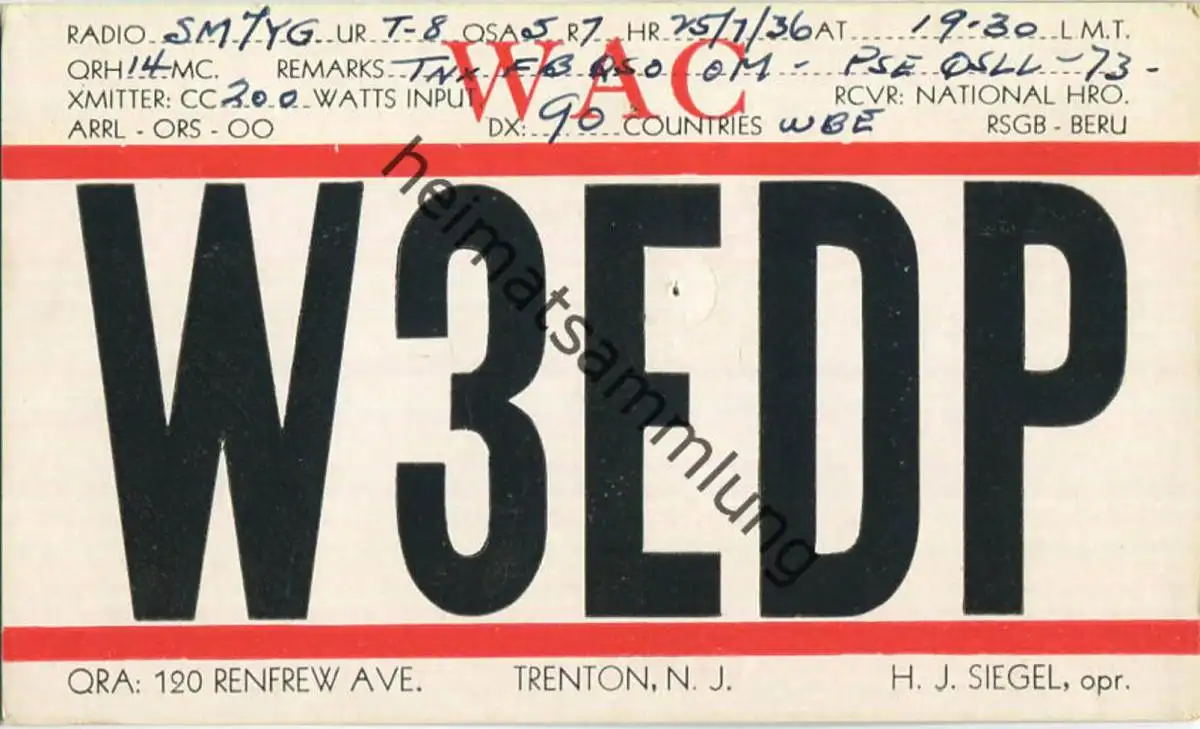 RADIO SM7YG UR T-8 QSA 5 R7 HR 25/7/36 AT 19-30 L.M.T.
WAC
QRH 14 MC. REMARKS TNX FB QSO OM - PSE QSLL - 73 -
XMITTER: CC 200 WATTS INPUT. RCVR: NATIONAL HRO.
ARRL - ORS - OO DX: 90 COUNTRIES WBE RSGB - BERU
W3EDP
heimatsammlung
QRA: 120 RENFREW AVE. TRENTON, N. J. H. J. SIEGEL, opr.